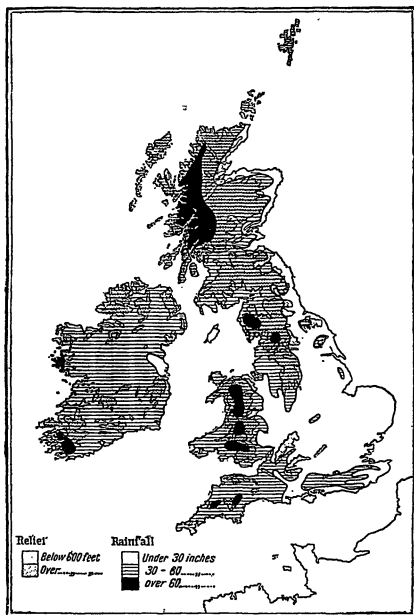 Relief
Below 600 feet
Over „ „
Rainfall
Under 30 inches
30 - 60 „
over 60 „